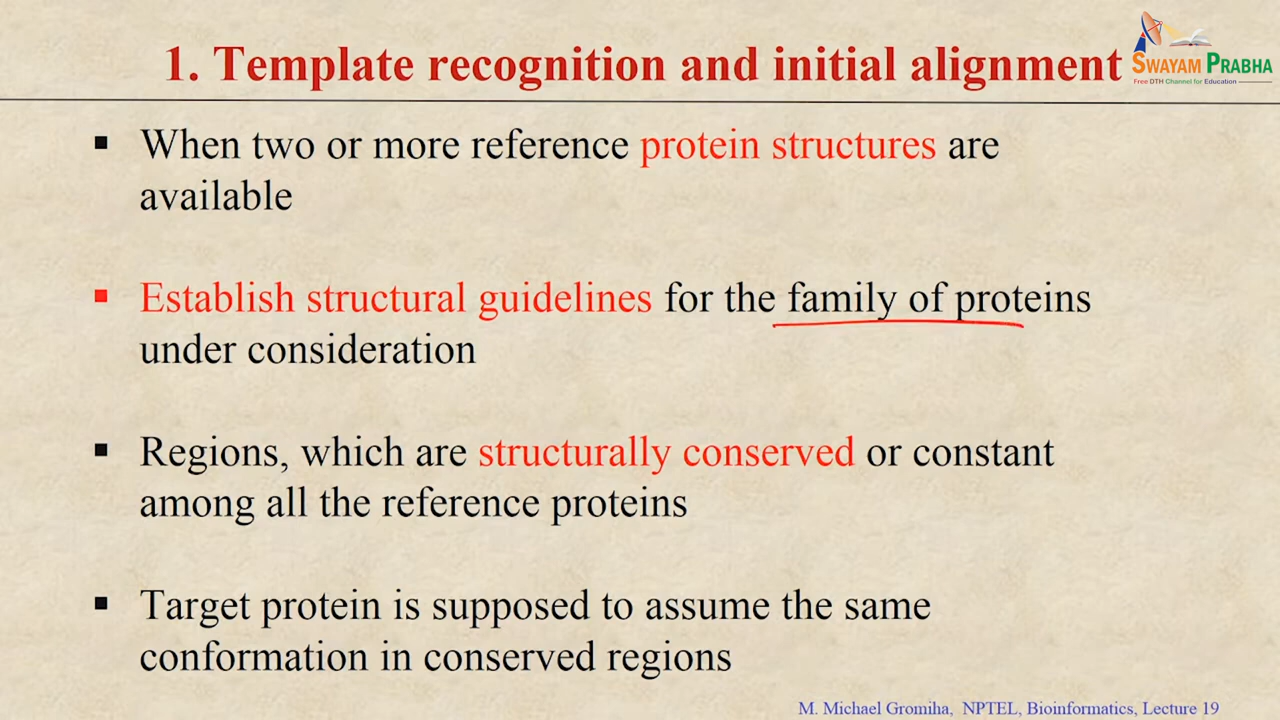 1. Template recognition and initial alignment
SWAYAM PRABHA
Free DTH Channel for Education
When two or more reference protein structures are
available
Establish structural guidelines for the family of proteins
under consideration
Regions, which are structurally conserved or constant
among all the reference proteins
Target protein is supposed to assume the same
conformation in conserved regions
M. Michael Gromiha, NPTEL, Bioinformatics, Lecture 19